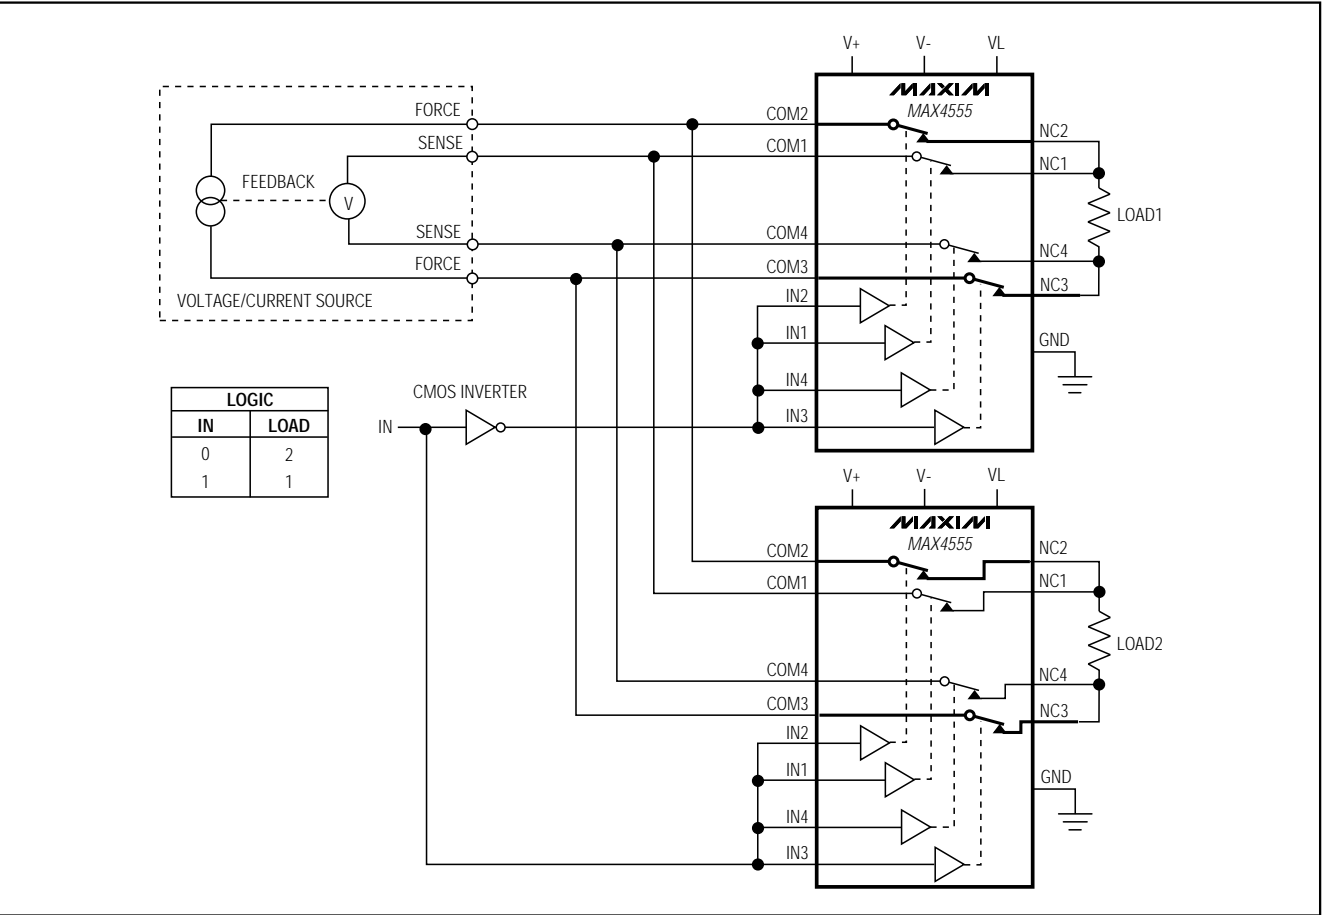 V+ V- VL
MAXIM
MAX4555
FORCE
SENSE
FEEDBACK
V
SENSE
FORCE
VOLTAGE/CURRENT SOURCE
COM2
COM1
COM4
COM3
IN2
IN1
IN4
IN3
NC2
NC1
LOAD1
NC4
NC3
GND
LOGIC
IN LOAD
0 2
1 1
CMOS INVERTER
IN
V+ V- VL
MAXIM
MAX4555
COM2
COM1
COM4
COM3
IN2
IN1
IN4
IN3
NC2
NC1
LOAD2
NC4
NC3
GND